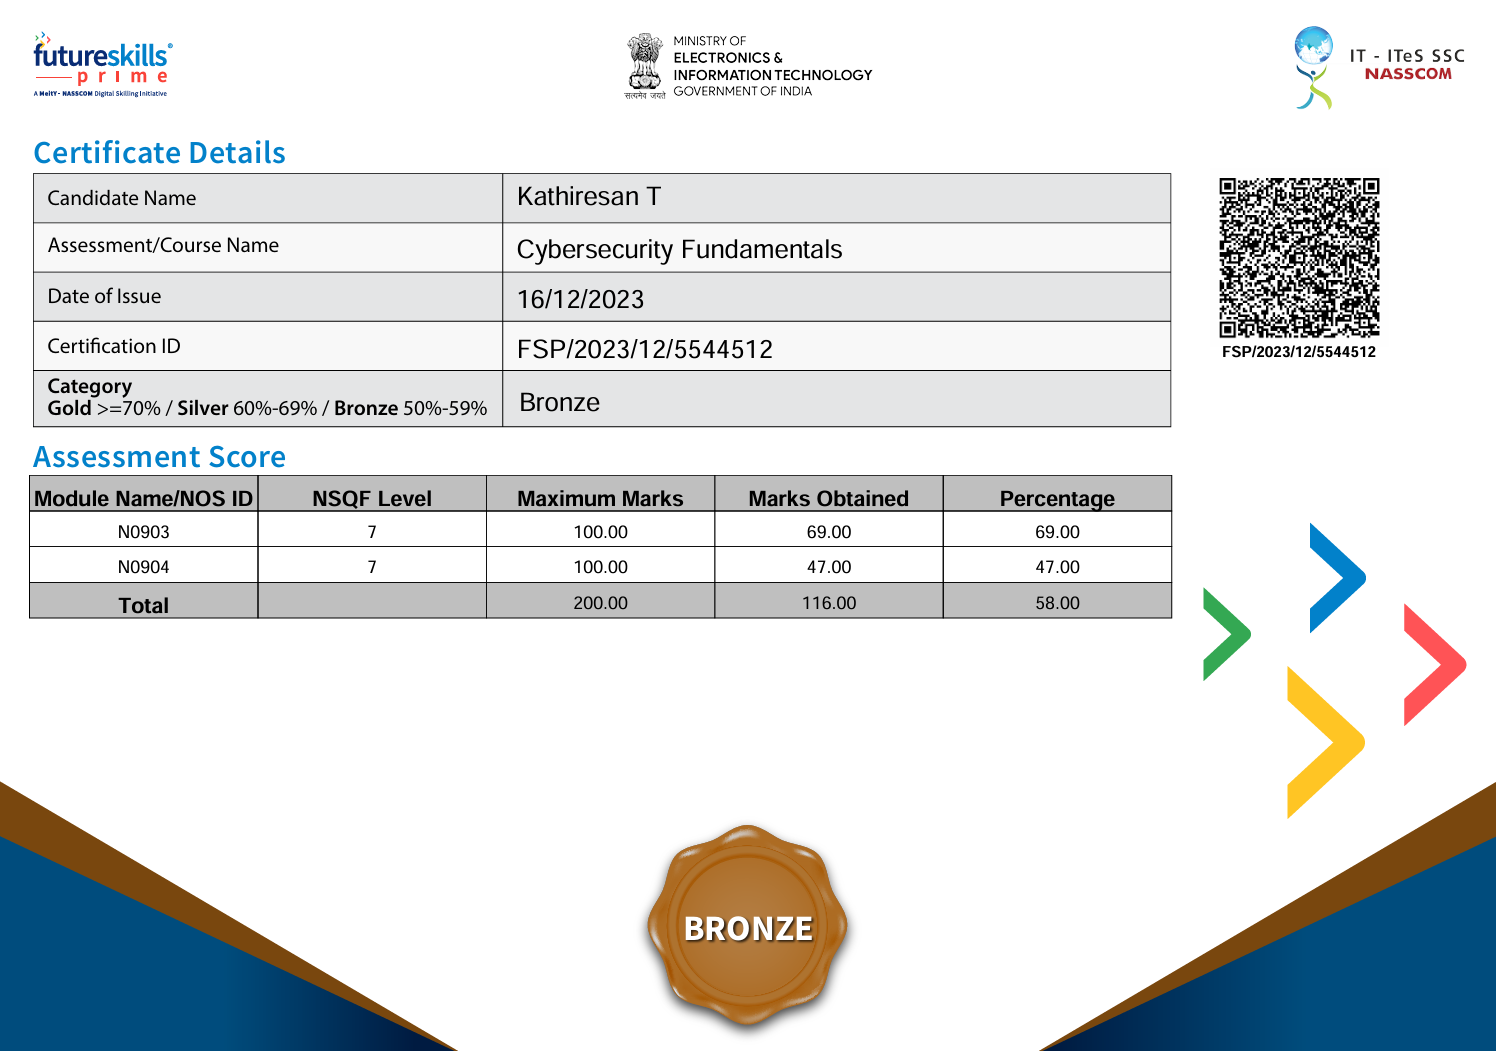 futureskills®
prime
A MeitY - NASSCOM Digital Skilling Initiative
सत्यमेव जयते
MINISTRY OF
ELECTRONICS &
INFORMATION TECHNOLOGY
GOVERNMENT OF INDIA
IT - ITeS SSC
NASSCOM
Certificate Details
Candidate Name Kathiresan T
Assessment/Course Name Cybersecurity Fundamentals
Date of Issue 16/12/2023
Certification ID FSP/2023/12/5544512
Category
Gold >=70% / Silver 60%-69% / Bronze 50%-59% Bronze
FSP/2023/12/5544512
Assessment Score
Module Name/NOS ID NSQF Level Maximum Marks Marks Obtained Percentage
N0903 7 100.00 69.00 69.00
N0904 7 100.00 47.00 47.00
Total 200.00 116.00 58.00
BRONZE